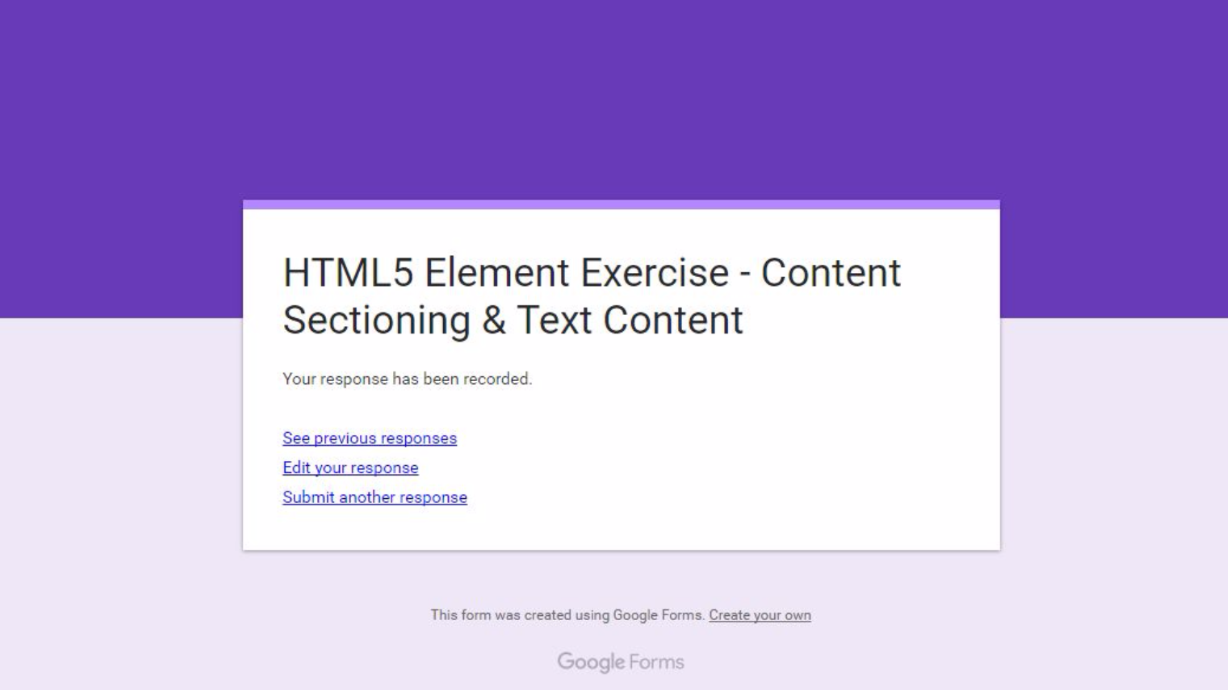 HTML5 Element Exercise - Content
Sectioning & Text Content
Your response has been recorded.
See previous responses
Edit your response
Submit another response
This form was created using Google Forms. Create your own
Google Forms